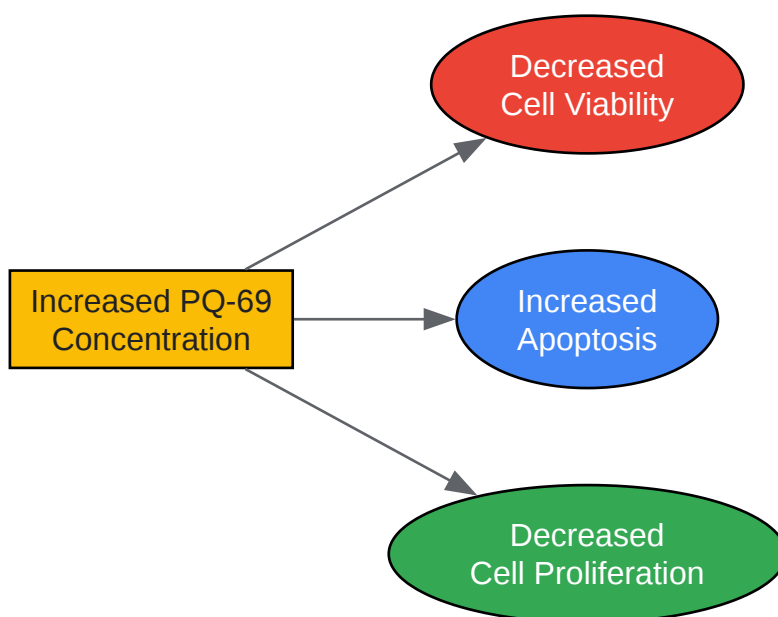 Decreased
Cell Viability
Increased PQ-69
Concentration
Increased
Apoptosis
Decreased
Cell Proliferation